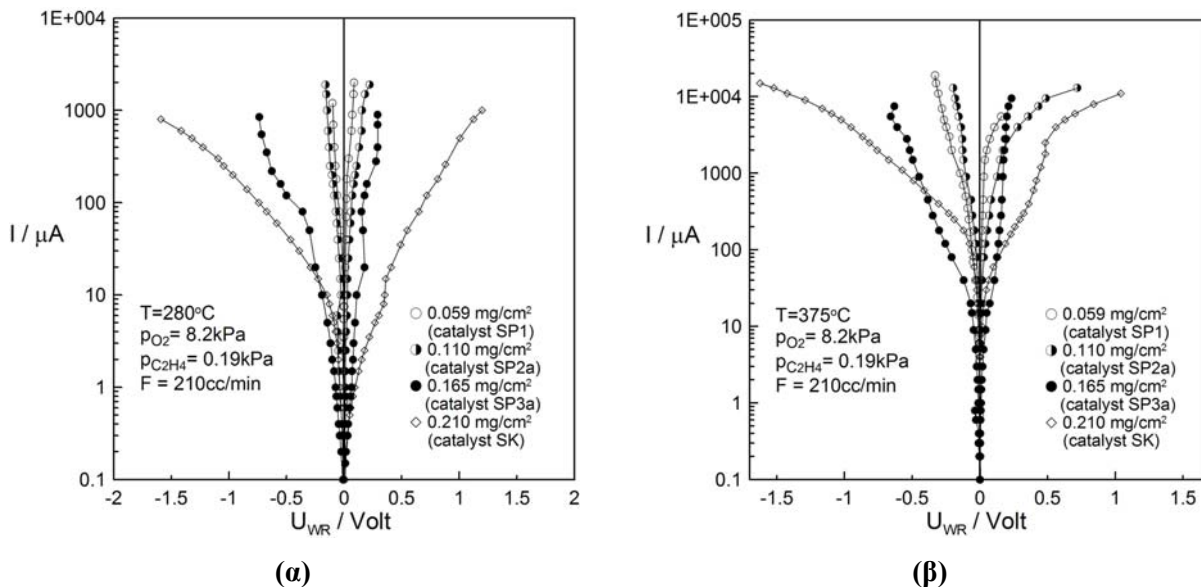 1E+004
1000
100
10
1
0.1
I / μA
-2
-1.5
-1
-0.5
0
0.5
1
1.5
2
U_WR / Volt
T=280°C
p_O2= 8.2kPa
p_C2H4= 0.19kPa
F = 210cc/min
0.059 mg/cm²
(catalyst SP1)
0.110 mg/cm²
(catalyst SP2a)
0.165 mg/cm²
(catalyst SP3a)
0.210 mg/cm²
(catalyst SK)
(α)
1E+005
1E+004
1000
100
10
1
0.1
I / μA
-1.5
-1
-0.5
0
0.5
1
1.5
U_WR / Volt
T=375°C
p_O2= 8.2kPa
p_C2H4= 0.19kPa
F = 210cc/min
0.059 mg/cm²
(catalyst SP1)
0.110 mg/cm²
(catalyst SP2a)
0.165 mg/cm²
(catalyst SP3a)
0.210 mg/cm²
(catalyst SK)
(β)